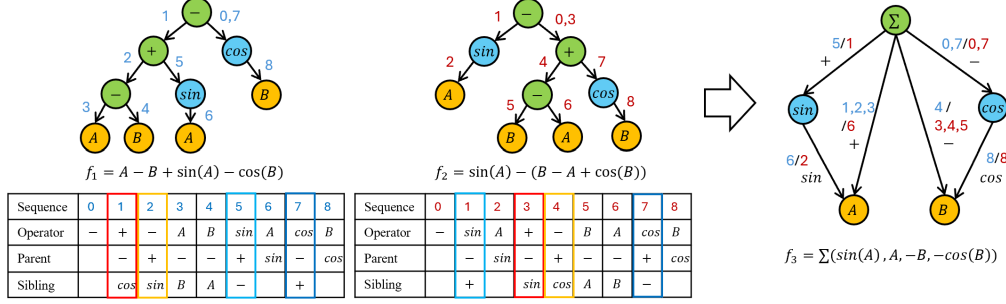 −
1
0,7
+
cos
2
5
8
−
sin
B
3
4
6
A
B
A
f₁ = A − B + sin(A) − cos(B)
−
1
0,3
sin
+
2
4
7
A
−
cos
5
6
8
B
A
B
f₂ = sin(A) − (B − A + cos(B))
Σ
5/1
+
0,7/0,7
−
sin
cos
1,2,3
/6
+
4/
3,4,5
−
6/2
sin
8/8
cos
A
B
f₃ = Σ(sin(A) , A, −B, −cos(B))
Sequence 0 1 2 3 4 5 6 7 8
Operator − + − A B sin A cos B
Parent − + − − + sin − cos
Sibling cos sin B A − +
Sequence 0 1 2 3 4 5 6 7 8
Operator − sin A + − B A cos B
Parent − sin − + − − + cos
Sibling + sin cos A B −